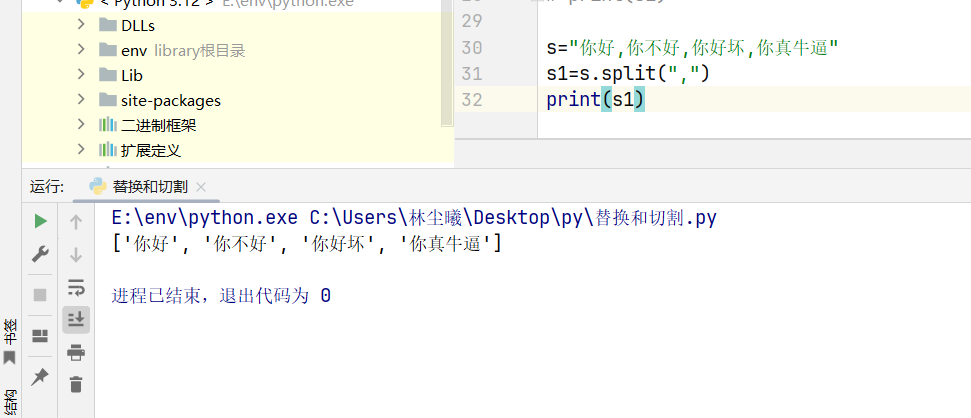 < Python 3.12 > E:\env\python.exe
DLLs
env library根目录
Lib
site-packages
二进制框架
扩展定义
29
30 s="你好,你不好,你好坏,你真牛逼"
31 s1=s.split(",")
32 print(s1)
运行: 替换和切割
E:\env\python.exe C:\Users\林尘曦\Desktop\py\替换和切割.py
['你好', '你不好', '你好坏', '你真牛逼']
进程已结束，退出代码为 0
书签
结构